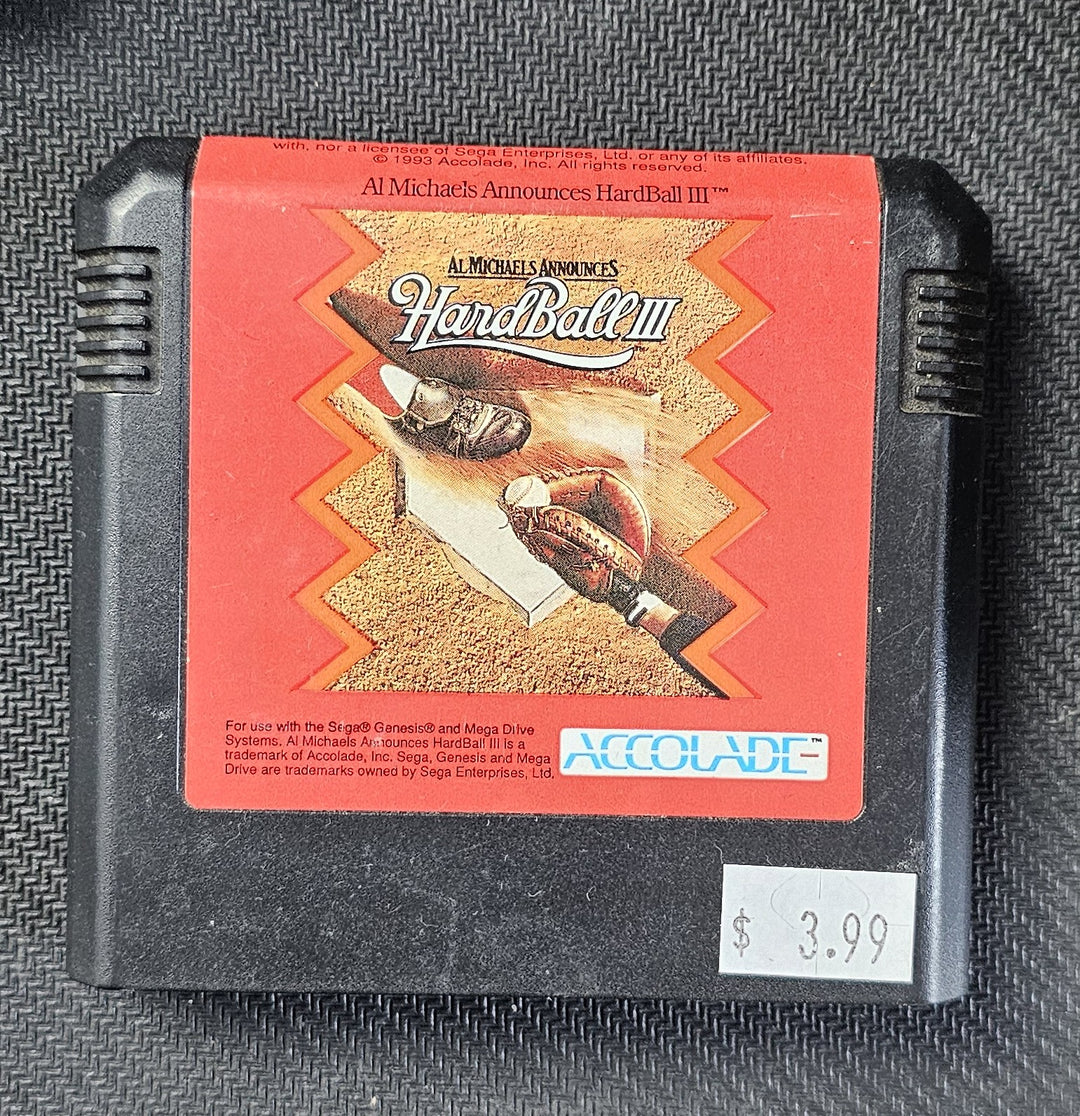 with, nor a licensee of Sega Enterprises, Ltd. or any of its affiliates.
© 1993 Accolade, Inc. All rights reserved.
Al Michaels Announces HardBall III™
AL MICHAELS ANNOUNCES
HardBall III
For use with the Sega® Genesis® and Mega Drive
Systems. Al Michaels Announces HardBall III is a
trademark of Accolade, Inc. Sega, Genesis and Mega
Drive are trademarks owned by Sega Enterprises, Ltd.
ACCOLADE™
$ 3.99